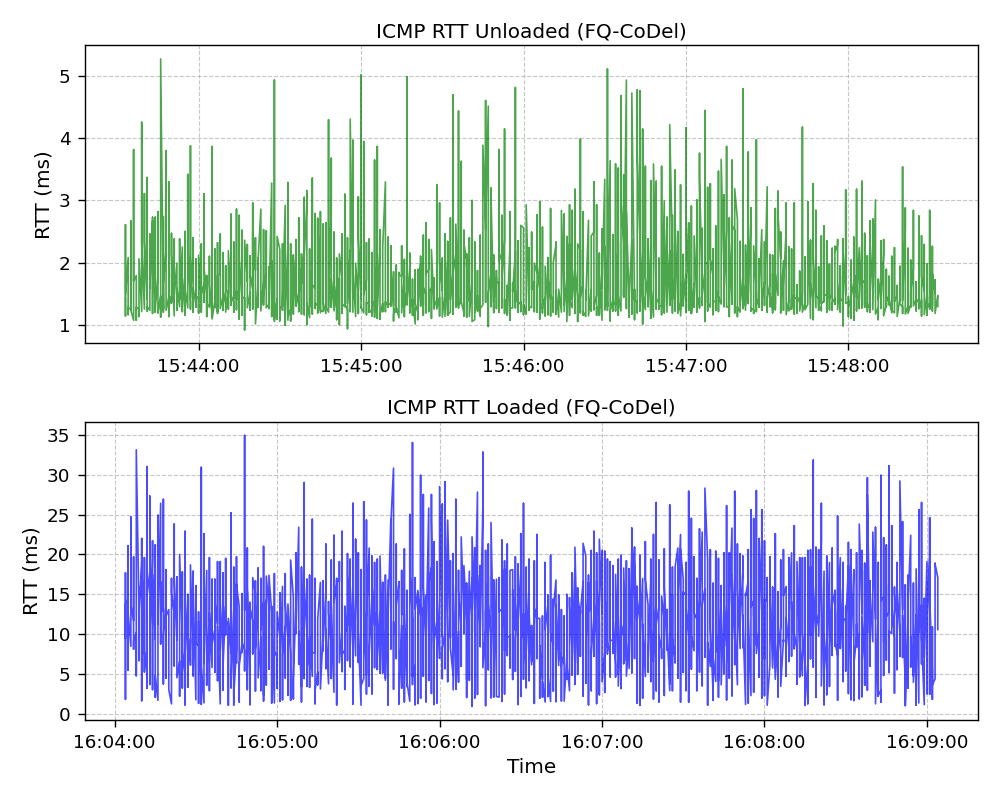 ICMP RTT Unloaded (FQ-CoDel)
5
4
3
2
1
RTT (ms)
15:44:00 15:45:00 15:46:00 15:47:00 15:48:00
ICMP RTT Loaded (FQ-CoDel)
35
30
25
20
15
10
5
0
RTT (ms)
16:04:00 16:05:00 16:06:00 16:07:00 16:08:00 16:09:00
Time